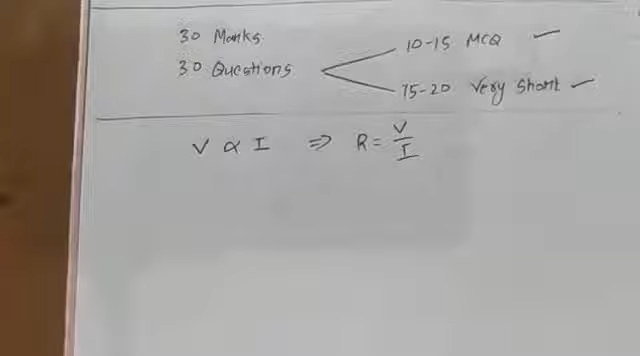 30 Marks
30 Questions
10-15 MCQ
15-20 Very Short
V ∝ I ⇒ R = V/I